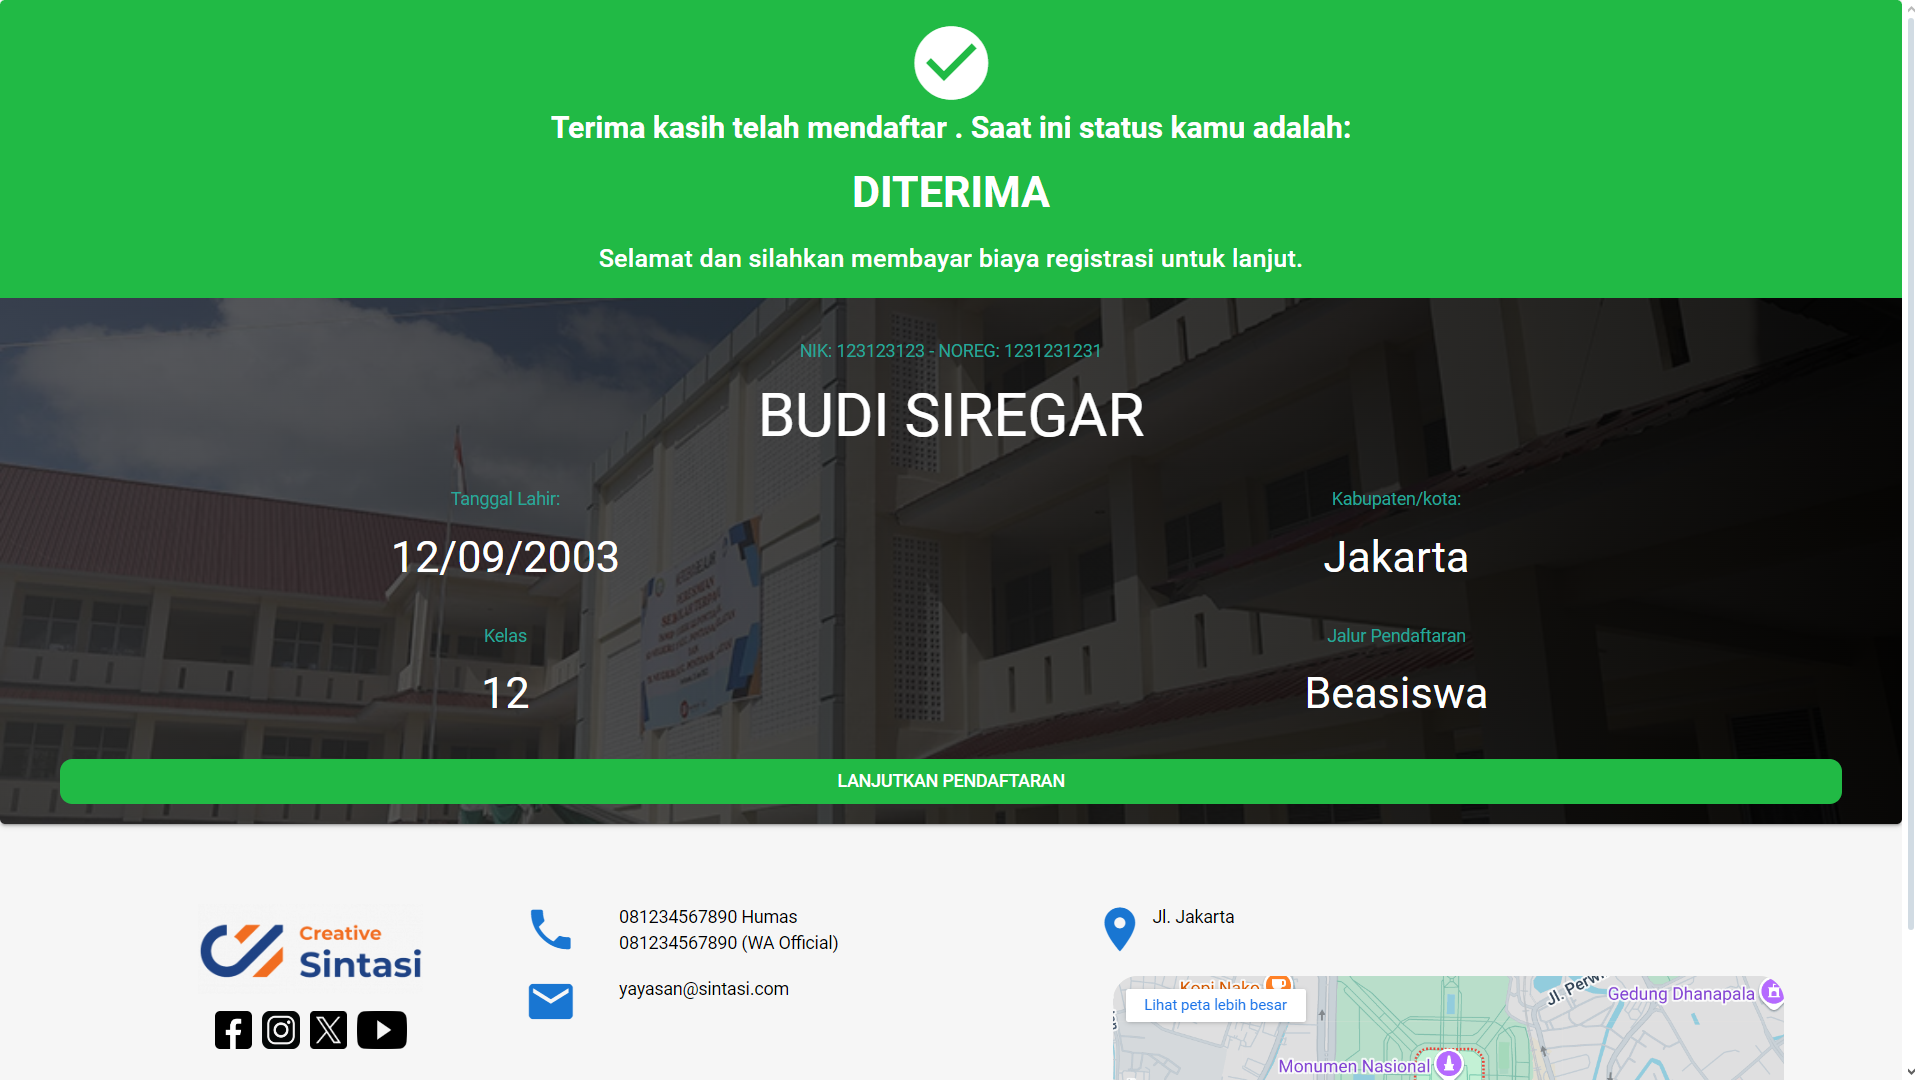 Terima kasih telah mendaftar . Saat ini status kamu adalah:
DITERIMA
Selamat dan silahkan membayar biaya registrasi untuk lanjut.
NIK: 123123123 - NOREG: 1231231231
BUDI SIREGAR
Tanggal Lahir:
12/09/2003
Kabupaten/kota:
Jakarta
Kelas
12
Jalur Pendaftaran
Beasiswa
LANJUTKAN PENDAFTARAN
Creative
Sintasi
081234567890 Humas
081234567890 (WA Official)
yayasan@sintasi.com
Jl. Jakarta
Kopi Nako
Lihat peta lebih besar
Jl. Perwi
Gedung Dhanapala
Monumen Nasional